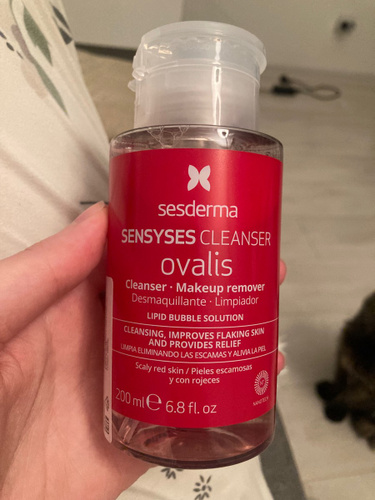 sesderma
SENSYSES CLEANSER
ovalis
Cleanser · Makeup remover
Desmaquillante · Limpiador
LIPID BUBBLE SOLUTION
CLEANSING, IMPROVES FLAKING SKIN
AND PROVIDES RELIEF
LIMPIA ELIMINANDO LAS ESCAMAS Y ALIVIA LA PIEL
Scaly red skin / Pieles escamosas
y con rojeces
200 ml ℮ 6.8 fl. oz